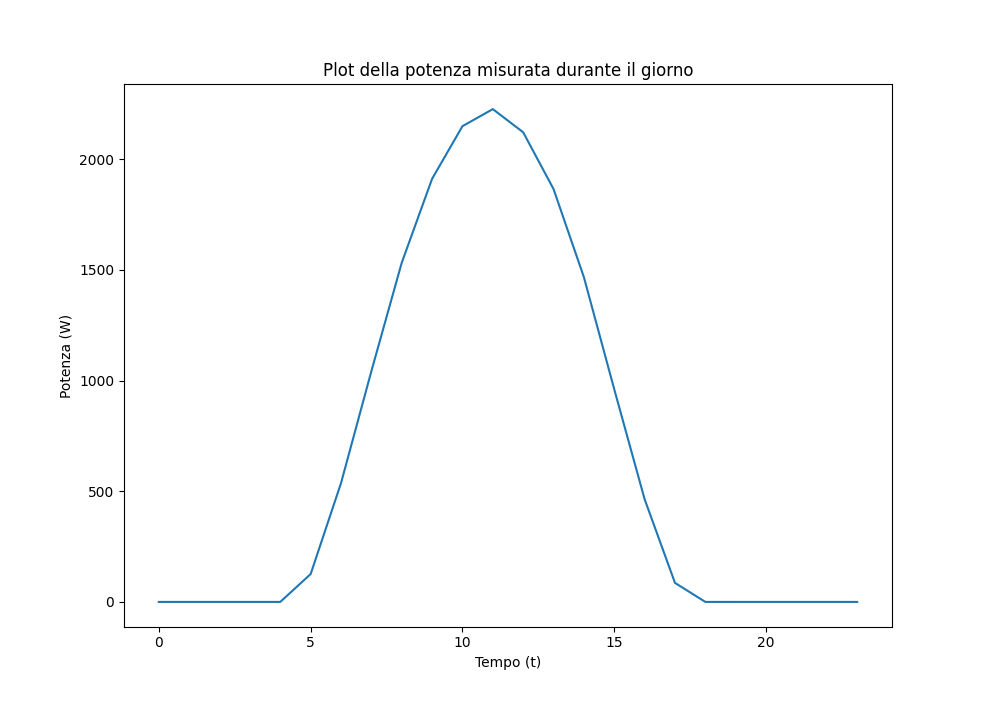 Plot della potenza misurata durante il giorno
Potenza (W)
2000
1500
1000
500
0
0 5 10 15 20
Tempo (t)